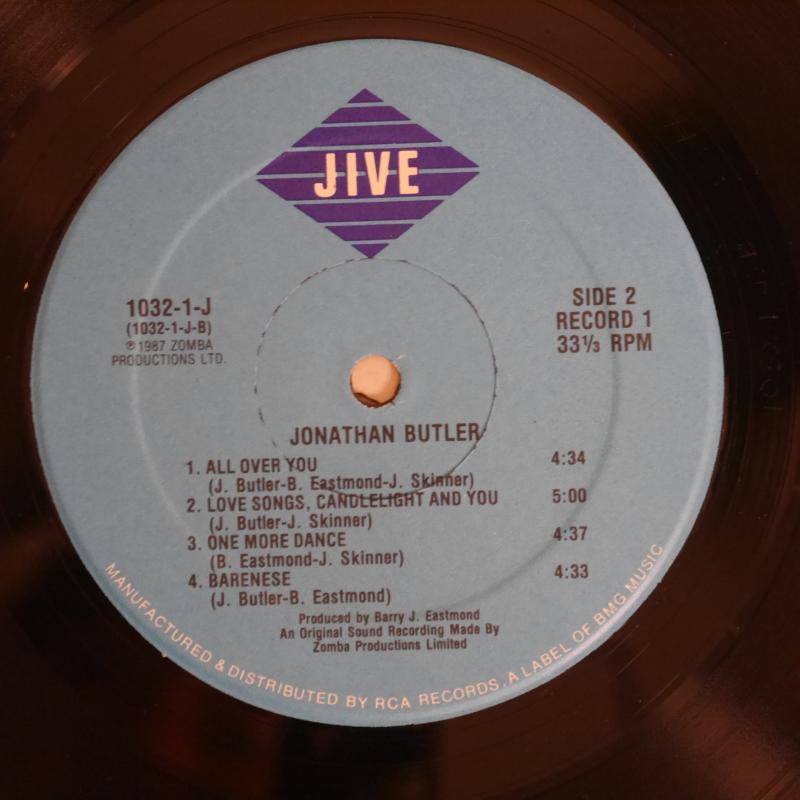 JIVE
1032-1-J
(1032-1-J-B)
℗1987 ZOMBA
PRODUCTIONS LTD.
SIDE 2
RECORD 1
33⅓ RPM
JONATHAN BUTLER
1. ALL OVER YOU 4:34
(J. Butler-B. Eastmond-J. Skinner)
2. LOVE SONGS, CANDLELIGHT AND YOU 5:00
(J. Butler-J. Skinner)
3. ONE MORE DANCE 4:37
(B. Eastmond-J. Skinner)
4. BARENESE 4:33
(J. Butler-B. Eastmond)
Produced by Barry J. Eastmond
An Original Sound Recording Made By
Zomba Productions Limited
MANUFACTURED & DISTRIBUTED BY RCA RECORDS, A LABEL OF BMG MUSIC